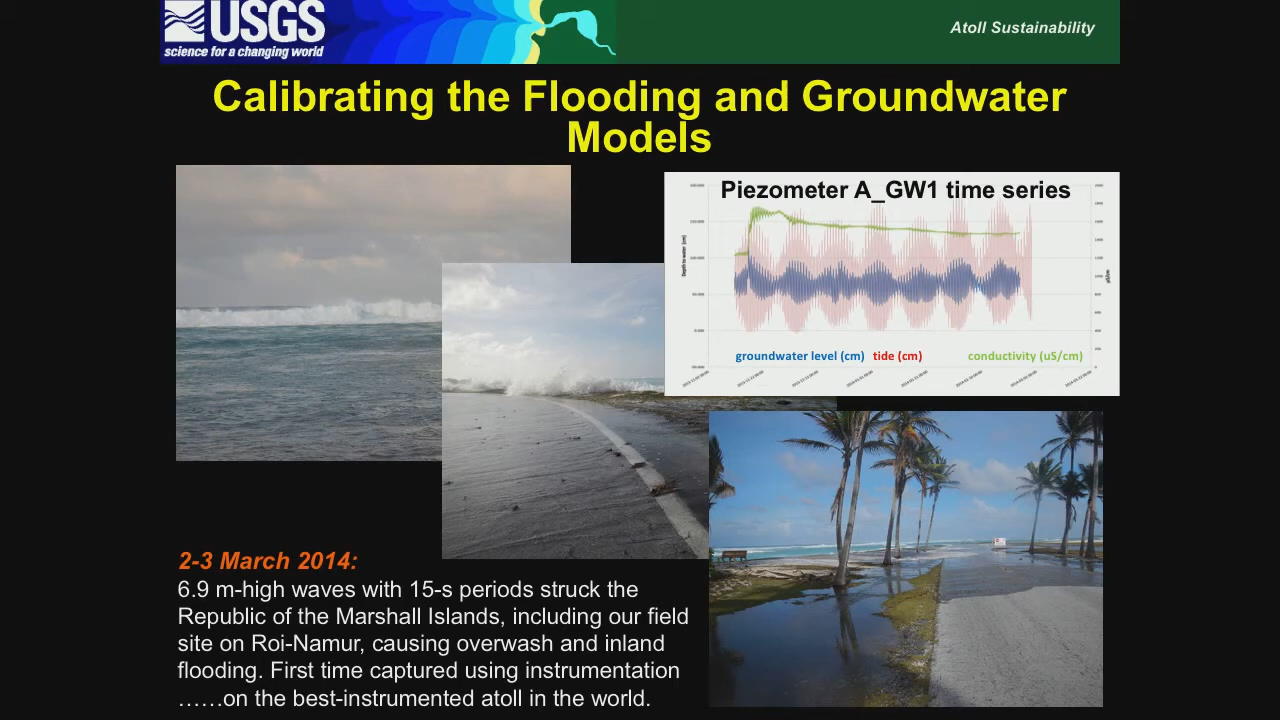 USGS
science for a changing world
Atoll Sustainability
Calibrating the Flooding and Groundwater
Models
Piezometer A_GW1 time series
groundwater level (cm) tide (cm) conductivity (uS/cm)
2-3 March 2014:
6.9 m-high waves with 15-s periods struck the
Republic of the Marshall Islands, including our field
site on Roi-Namur, causing overwash and inland
flooding. First time captured using instrumentation
……on the best-instrumented atoll in the world.